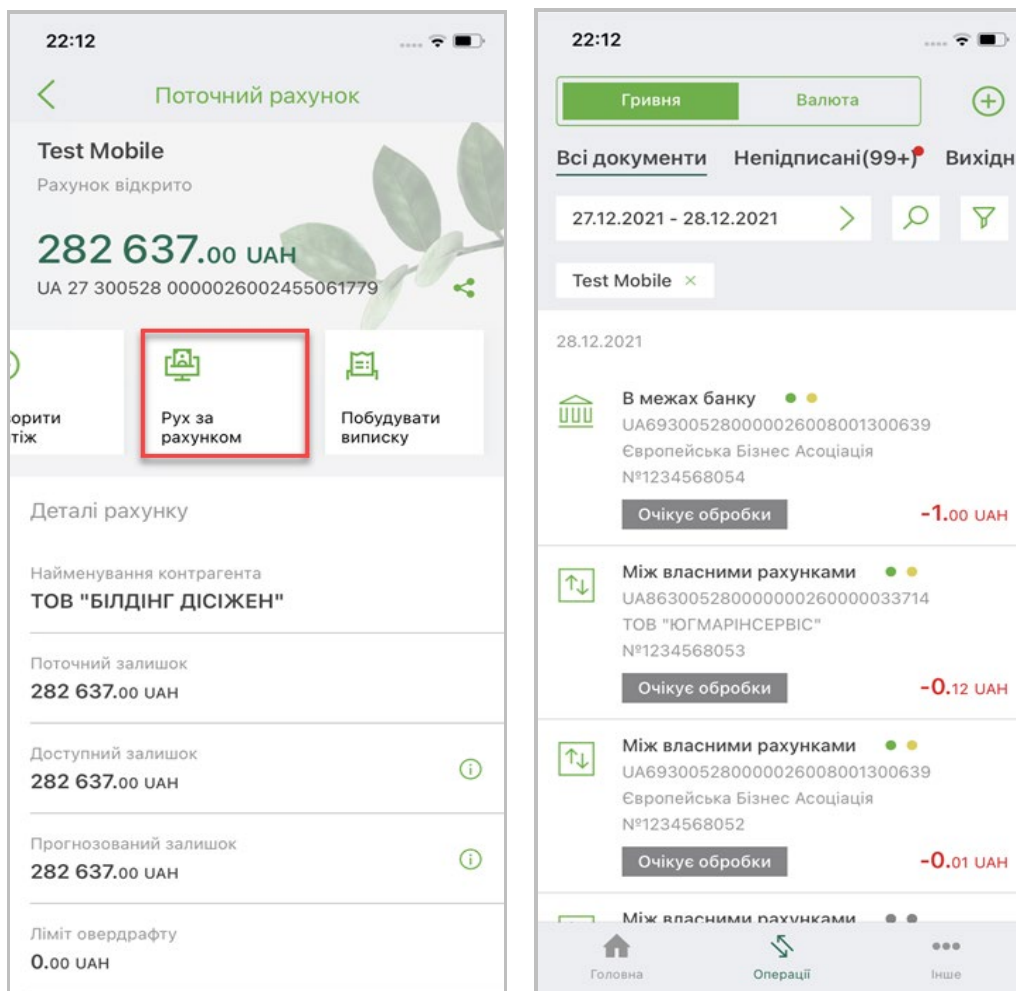 22:12
Поточний рахунок
Test Mobile
Рахунок відкрито
282 637.00 UAH
UA 27 300528 0000026002455061779
орити
тіж
Рух за
рахунком
Побудувати
виписку
Деталі рахунку
Найменування контрагента
ТОВ "БІЛДІНГ ДІСІЖЕН"
Поточний залишок
282 637.00 UAH
Доступний залишок
282 637.00 UAH
Прогнозований залишок
282 637.00 UAH
Ліміт овердрафту
0.00 UAH
22:12
Гривня Валюта
Всі документи Непідписані(99+) Вихідн
27.12.2021 - 28.12.2021
Test Mobile ×
28.12.2021
В межах банку
UA693005280000026008001300639
Європейська Бізнес Асоціація
№1234568054
Очікує обробки -1.00 UAH
Між власними рахунками
UA863005280000000260000033714
ТОВ "ЮГМАРІНСЕРВІС"
№1234568053
Очікує обробки -0.12 UAH
Між власними рахунками
UA693005280000026008001300639
Європейська Бізнес Асоціація
№1234568052
Очікує обробки -0.01 UAH
Між власними рахунками
Головна Операції Інше